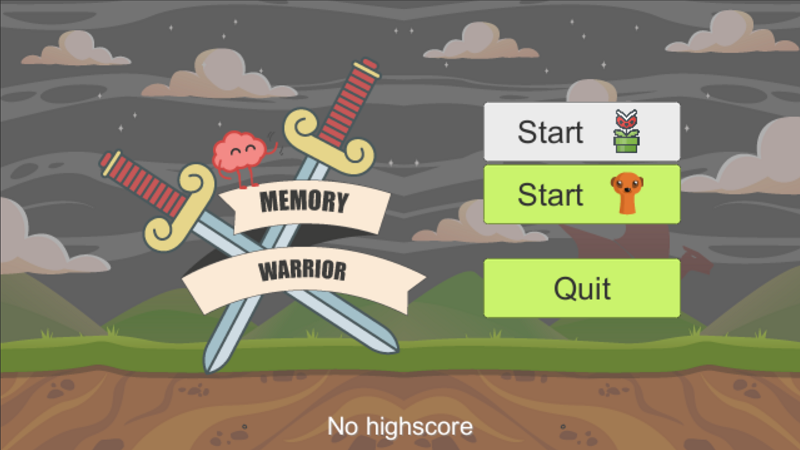 MEMORY
WARRIOR
Start
Start
Quit
No highscore